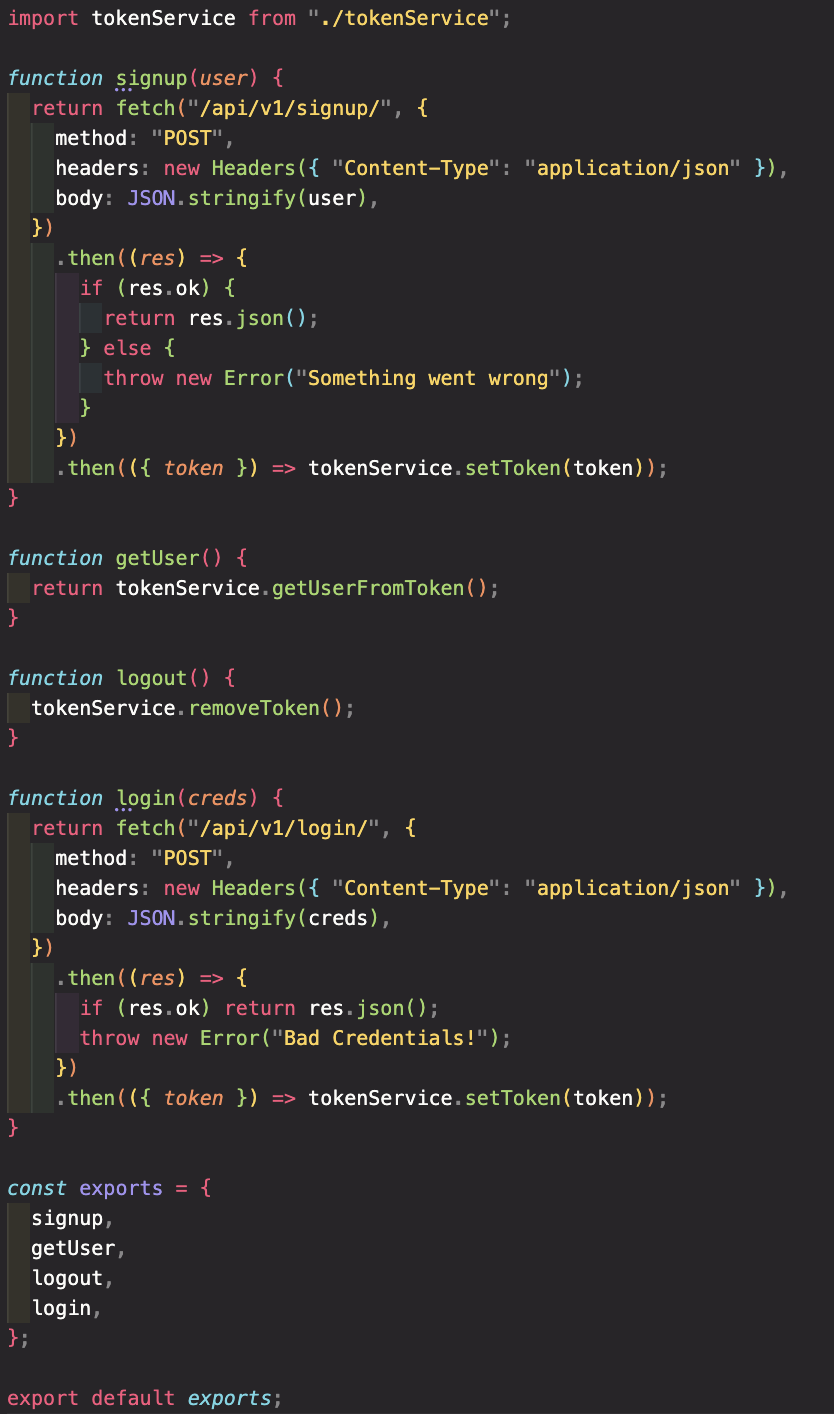 import tokenService from "./tokenService";
function signup(user) {
return fetch("/api/v1/signup/", {
method: "POST",
headers: new Headers({ "Content-Type": "application/json" }),
body: JSON.stringify(user),
})
.then((res) => {
if (res.ok) {
return res.json();
} else {
throw new Error("Something went wrong");
}
})
.then(({ token }) => tokenService.setToken(token));
}
function getUser() {
return tokenService.getUserFromToken();
}
function logout() {
tokenService.removeToken();
}
function login(creds) {
return fetch("/api/v1/login/", {
method: "POST",
headers: new Headers({ "Content-Type": "application/json" }),
body: JSON.stringify(creds),
})
.then((res) => {
if (res.ok) return res.json();
throw new Error("Bad Credentials!");
})
.then(({ token }) => tokenService.setToken(token));
}
const exports = {
signup,
getUser,
logout,
login,
};
export default exports;